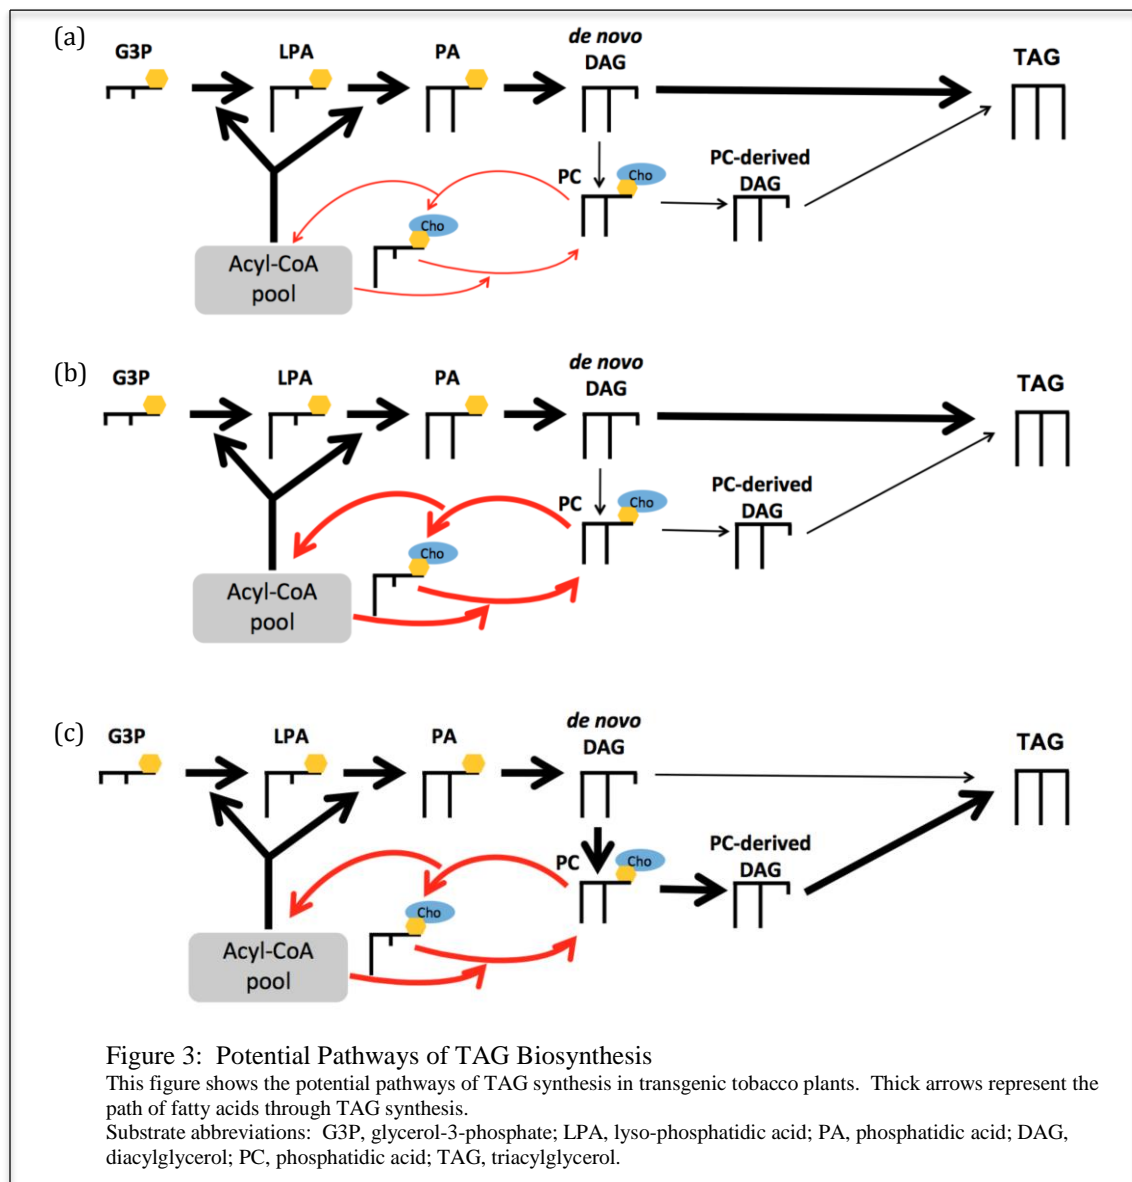 (a)
G3P
LPA
PA
de novo
DAG
TAG
PC
Cho
PC-derived
DAG
Cho
Acyl-CoA
pool
(b)
G3P
LPA
PA
de novo
DAG
TAG
PC
Cho
PC-derived
DAG
Cho
Acyl-CoA
pool
(c)
G3P
LPA
PA
de novo
DAG
TAG
PC
Cho
PC-derived
DAG
Cho
Acyl-CoA
pool
Figure 3:  Potential Pathways of TAG Biosynthesis
This figure shows the potential pathways of TAG synthesis in transgenic tobacco plants.  Thick arrows represent the
path of fatty acids through TAG synthesis.
Substrate abbreviations:  G3P, glycerol-3-phosphate; LPA, lyso-phosphatidic acid; PA, phosphatidic acid; DAG,
diacylglycerol; PC, phosphatidic acid; TAG, triacylglycerol.